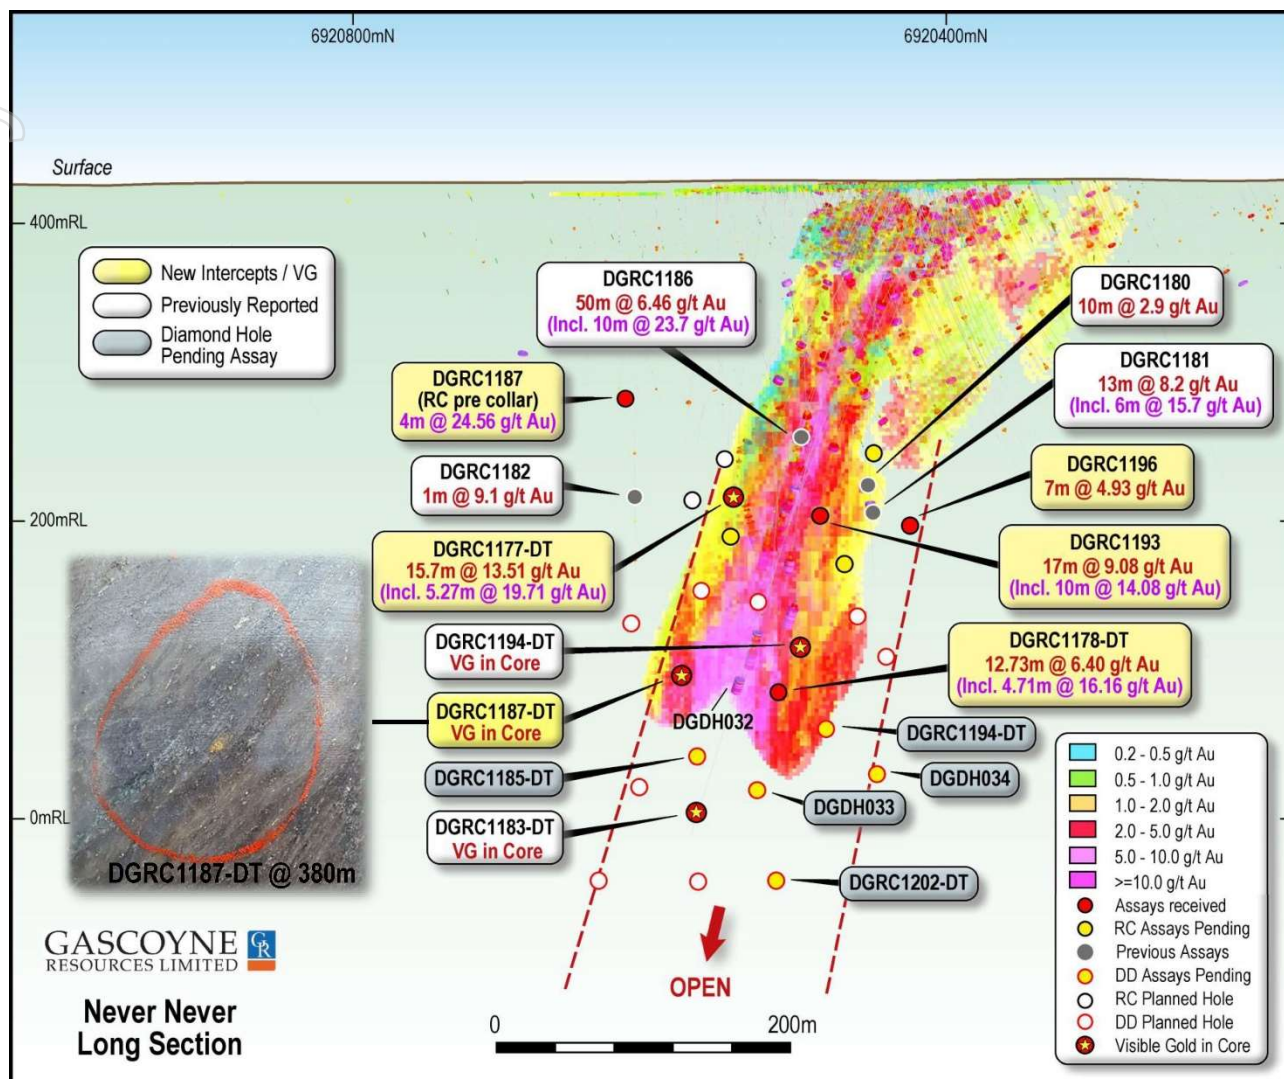 6920800mN
6920400mN
Surface
400mRL
200mRL
0mRL
New Intercepts / VG
Previously Reported
Diamond Hole
Pending Assay
DGRC1186
50m @ 6.46 g/t Au
(Incl. 10m @ 23.7 g/t Au)
DGRC1180
10m @ 2.9 g/t Au
DGRC1181
13m @ 8.2 g/t Au
(Incl. 6m @ 15.7 g/t Au)
DGRC1187
(RC pre collar)
4m @ 24.56 g/t Au)
DGRC1182
1m @ 9.1 g/t Au
DGRC1196
7m @ 4.93 g/t Au
DGRC1177-DT
15.7m @ 13.51 g/t Au
(Incl. 5.27m @ 19.71 g/t Au)
DGRC1193
17m @ 9.08 g/t Au
(Incl. 10m @ 14.08 g/t Au)
DGRC1194-DT
VG in Core
DGRC1178-DT
12.73m @ 6.40 g/t Au
(Incl. 4.71m @ 16.16 g/t Au)
DGRC1187-DT
VG in Core
DGDH032
DGRC1194-DT
DGRC1185-DT
DGDH034
DGDH033
DGRC1183-DT
VG in Core
DGRC1202-DT
DGRC1187-DT @ 380m
OPEN
0
200m
GASCOYNE
RESOURCES LIMITED
GR
Never Never
Long Section
0.2 - 0.5 g/t Au
0.5 - 1.0 g/t Au
1.0 - 2.0 g/t Au
2.0 - 5.0 g/t Au
5.0 - 10.0 g/t Au
>=10.0 g/t Au
Assays received
RC Assays Pending
Previous Assays
DD Assays Pending
RC Planned Hole
DD Planned Hole
Visible Gold in Core